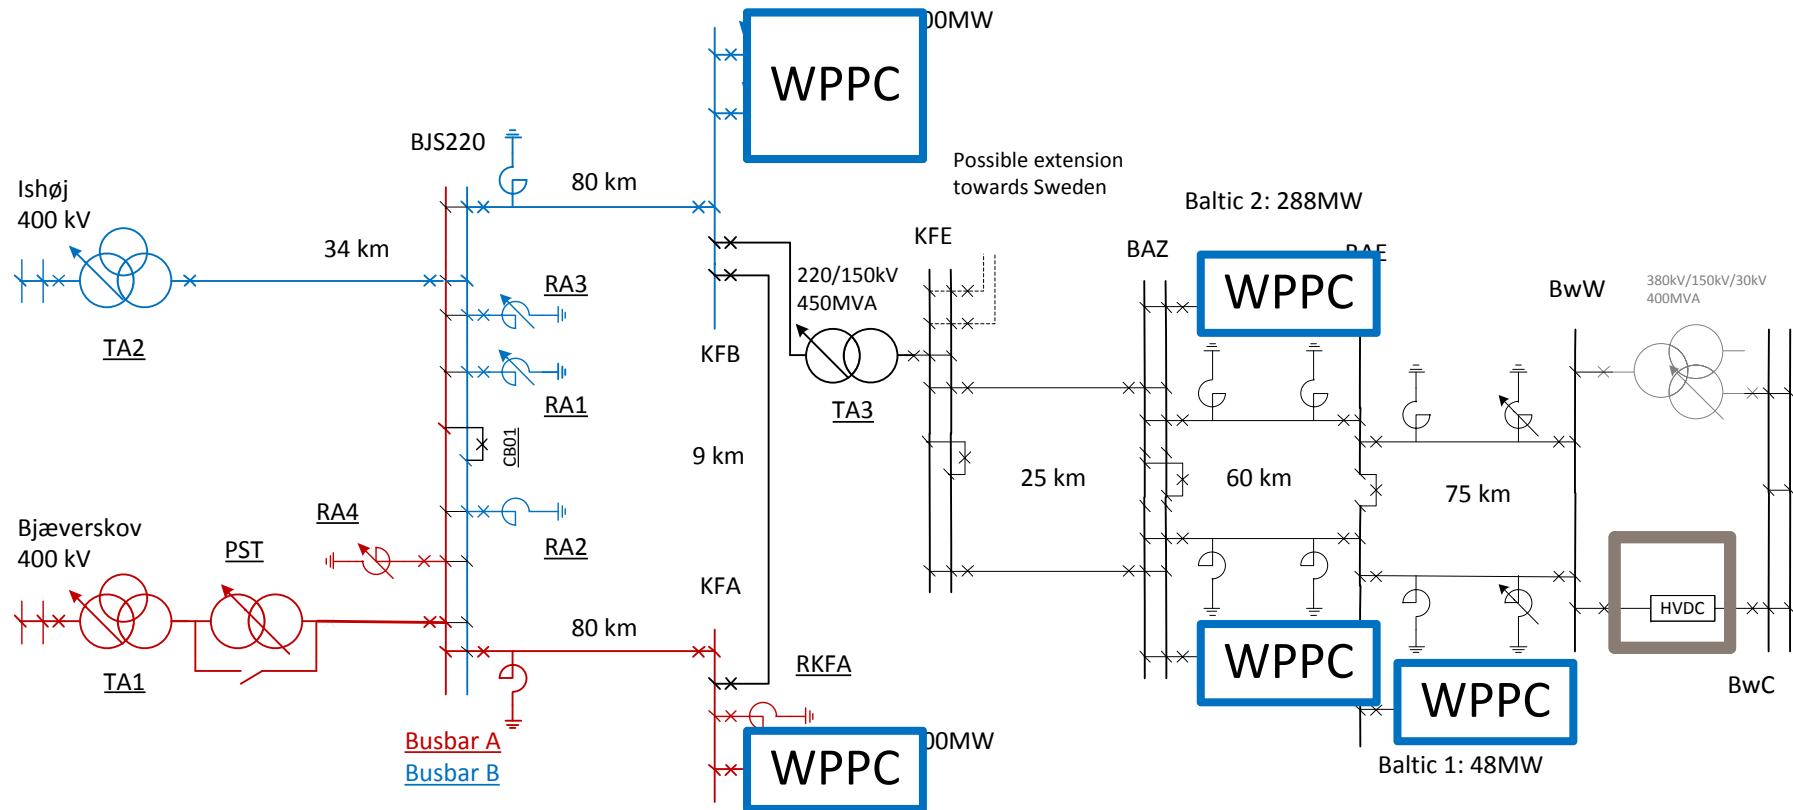 00MW
WPPC
BJS220
80 km
Possible extension
towards Sweden
Ishøj
400 kV
34 km
Baltic 2: 288MW
KFE
BAZ
WPPC
BwW
380kV/150kV/30kV
400MVA
RA3
220/150kV
450MVA
TA2
KFB
RA1
TA3
CB01
9 km
25 km
60 km
75 km
RA4
Bjæverskov
400 kV
PST
RA2
KFA
HVDC
80 km
TA1
RKFA
WPPC
WPPC
BwC
Busbar A
Busbar B
00MW
WPPC
Baltic 1: 48MW